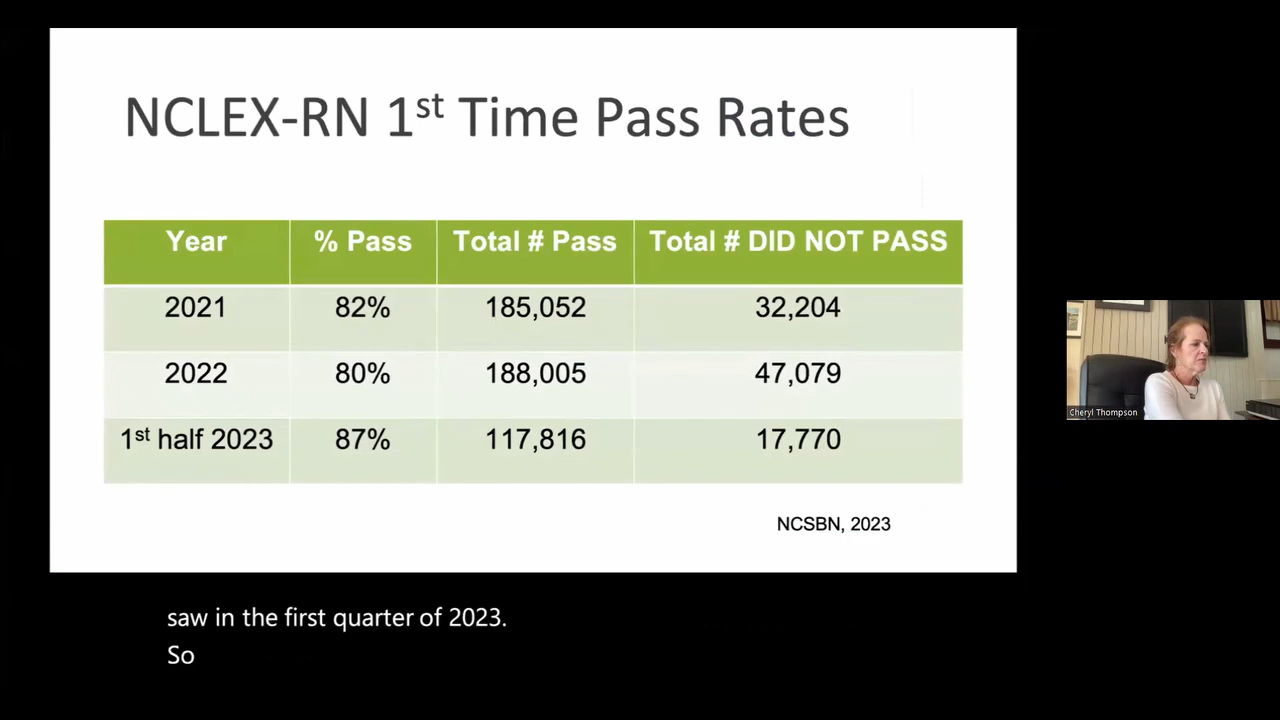 NCLEX-RN 1st Time Pass Rates
Year % Pass Total # Pass Total # DID NOT PASS
2021 82% 185,052 32,204
2022 80% 188,005 47,079
1st half 2023 87% 117,816 17,770
NCSBN, 2023
Cheryl Thompson
saw in the first quarter of 2023.
So